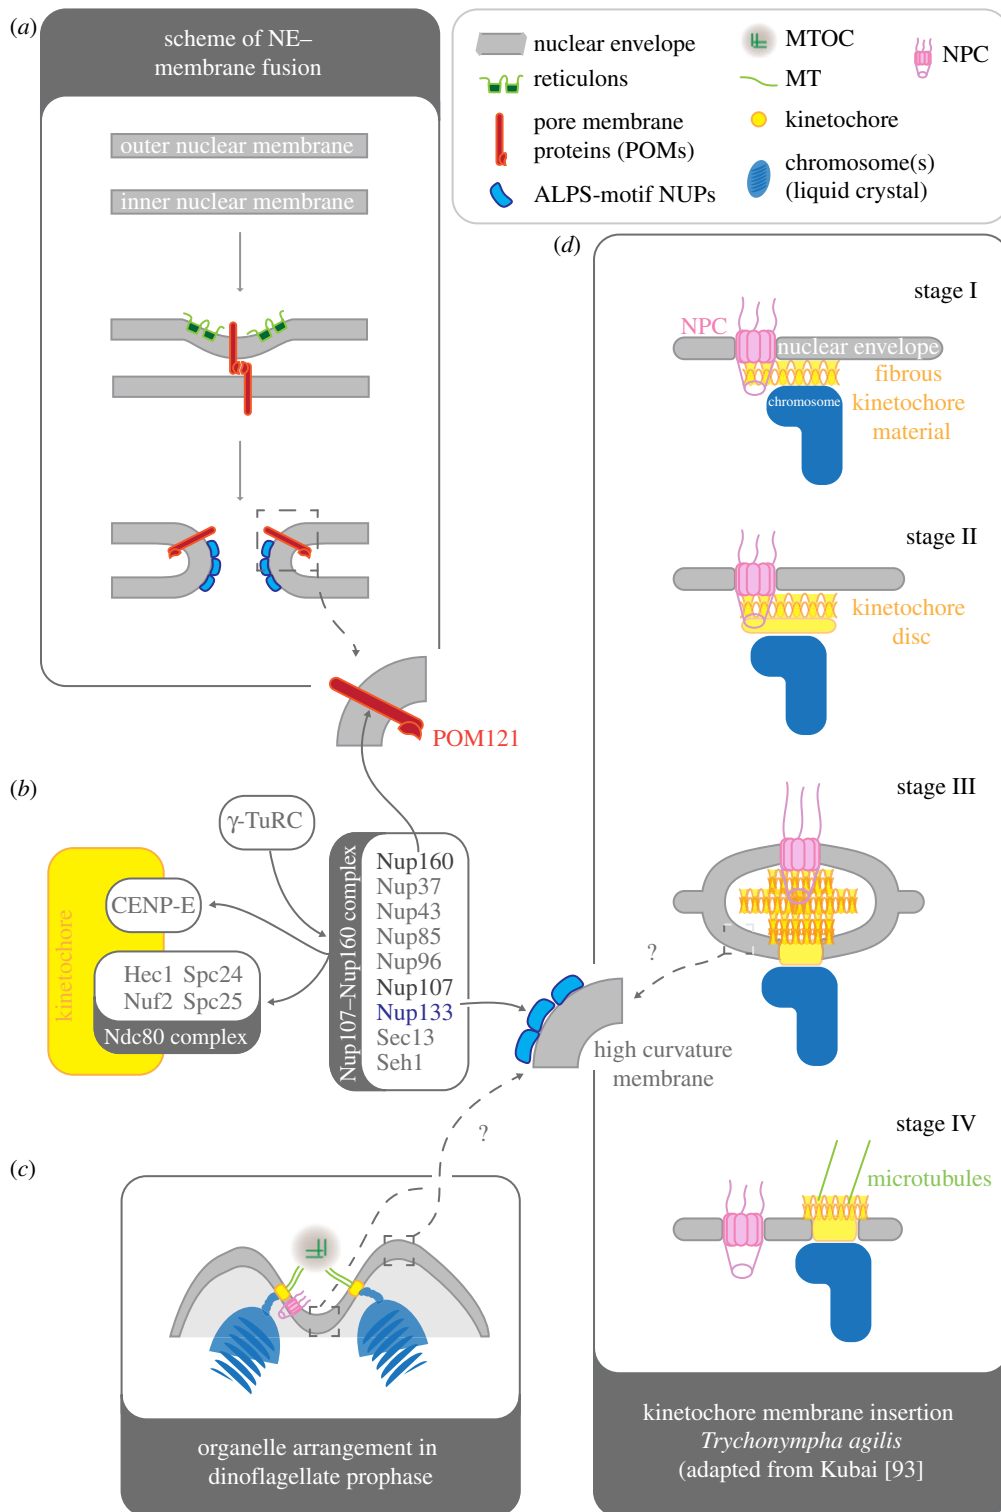 (a)
scheme of NE–
membrane fusion
outer nuclear membrane
inner nuclear membrane
nuclear envelope
reticulons
pore membrane
proteins (POMs)
ALPS-motif NUPs
MTOC
MT
kinetochore
chromosome(s)
(liquid crystal)
NPC
POM121
(b)
γ-TuRC
kinetochore
CENP-E
Hec1 Spc24
Nuf2 Spc25
Ndc80 complex
Nup107–Nup160 complex
Nup160
Nup37
Nup43
Nup85
Nup96
Nup107
Nup133
Sec13
Seh1
?
high curvature
membrane
?
(c)
organelle arrangement in
dinoflagellate prophase
(d)
stage I
NPC
nuclear envelope
fibrous
kinetochore
material
chromosome
stage II
kinetochore
disc
stage III
stage IV
microtubules
kinetochore membrane insertion
Trychonympha agilis
(adapted from Kubai [93]